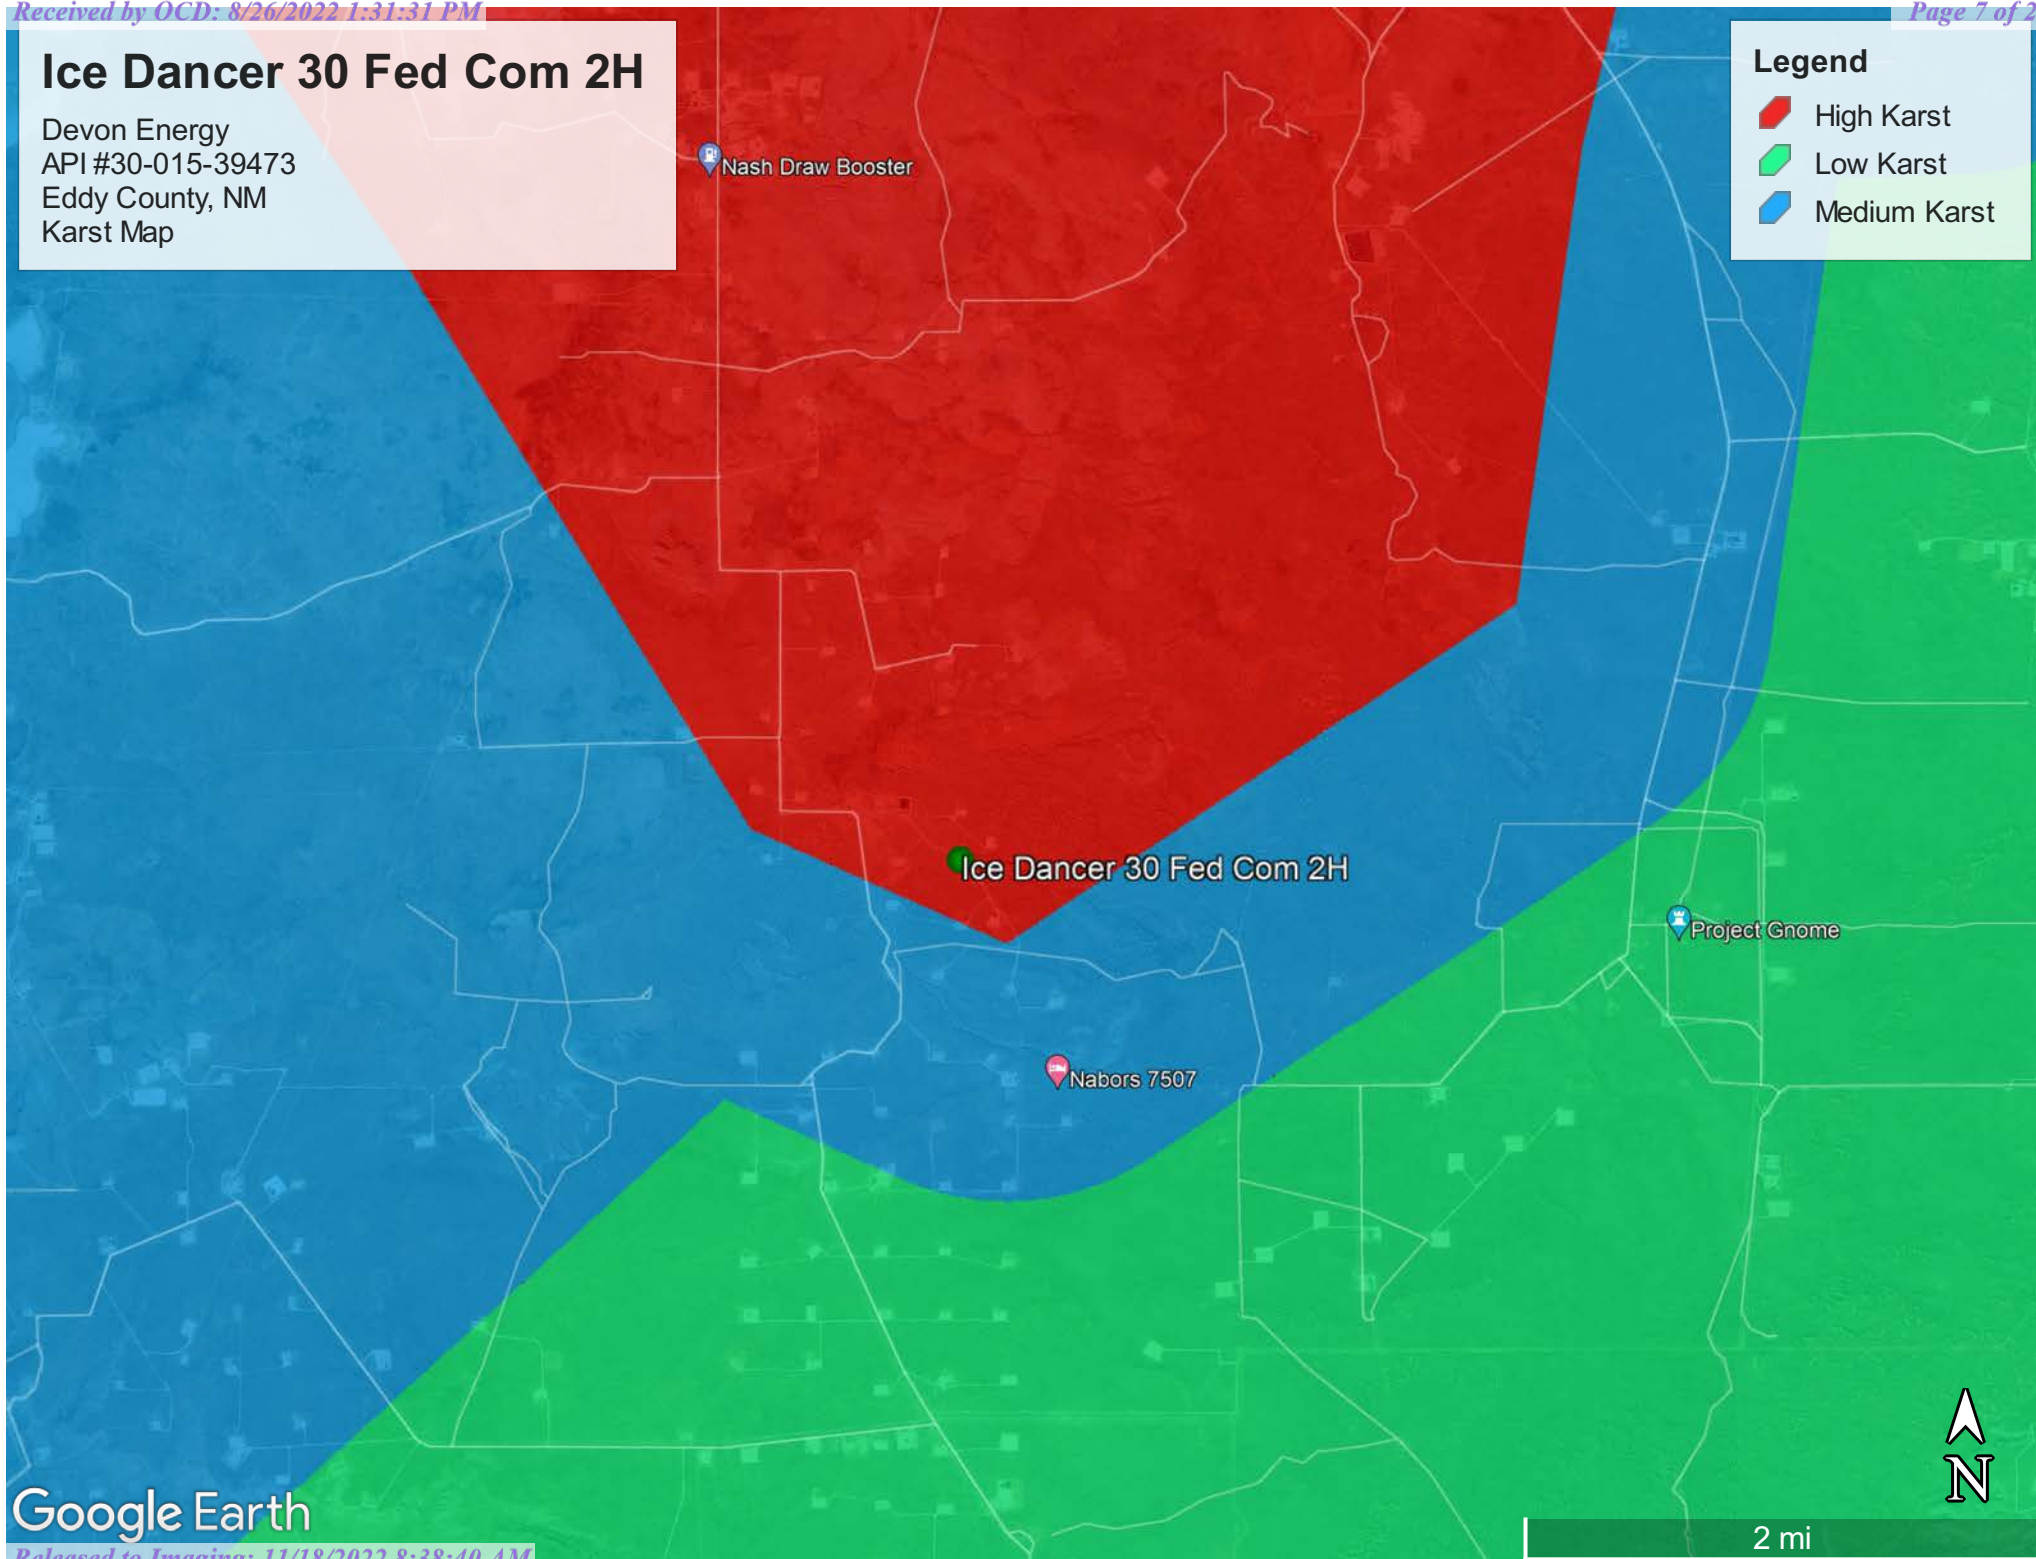 Received by OCD: 8/26/2022 1:31:31 PM
Page 7 of 2
Ice Dancer 30 Fed Com 2H
Devon Energy
API #30-015-39473
Eddy County, NM
Karst Map
Legend
High Karst
Low Karst
Medium Karst
Nash Draw Booster
Ice Dancer 30 Fed Com 2H
Project Gnome
Nabors 7507
N
Google Earth
2 mi
Released to Imaging: 11/18/2022 8:38:40 AM